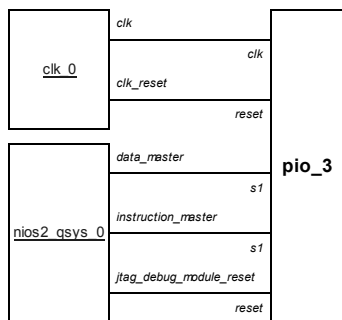 clk
clk_0
clk
clk_reset
reset
data_master
pio_3
s1
instruction_master
nios2_qsys_0
s1
jtag_debug_module_reset
reset